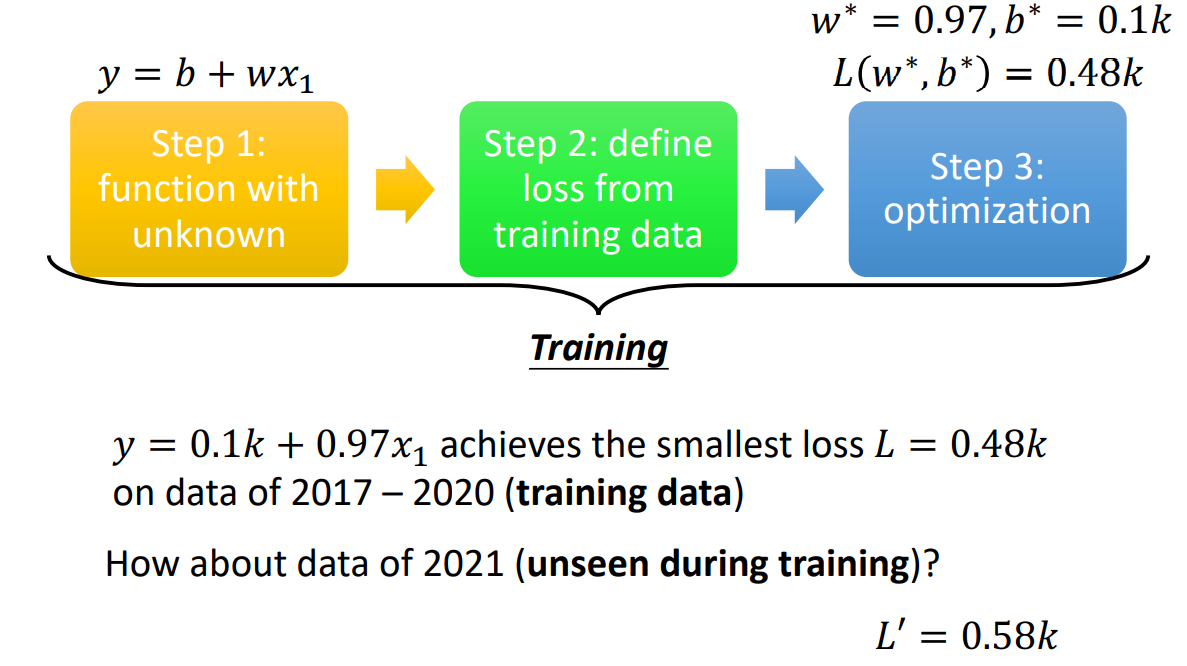 w* = 0.97, b* = 0.1k
y = b + wx₁
L(w*, b*) = 0.48k
Step 1:
function with
unknown
Step 2: define
loss from
training data
Step 3:
optimization
Training
y = 0.1k + 0.97x₁ achieves the smallest loss L = 0.48k
on data of 2017 – 2020 (training data)
How about data of 2021 (unseen during training)?
L′ = 0.58k